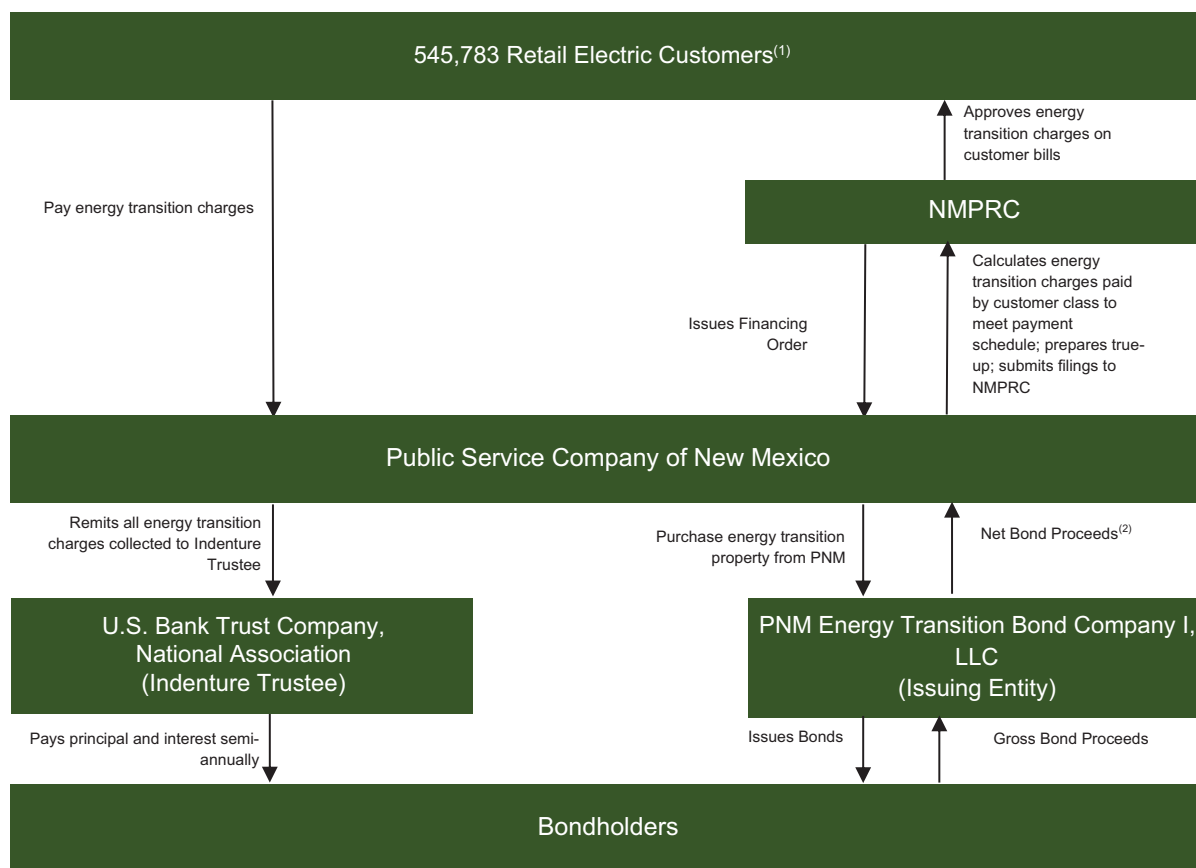 545,783 Retail Electric Customers(1)
Approves energy
transition charges on
customer bills
Pay energy transition charges
NMPRC
Calculates energy
transition charges paid
by customer class to
meet payment
schedule; prepares true-
up; submits filings to
NMPRC
Issues Financing
Order
Public Service Company of New Mexico
Remits all energy transition
charges collected to Indenture
Trustee
Purchase energy transition
property from PNM
Net Bond Proceeds(2)
U.S. Bank Trust Company,
National Association
(Indenture Trustee)
PNM Energy Transition Bond Company I,
LLC
(Issuing Entity)
Pays principal and interest semi-
annually
Issues Bonds
Gross Bond Proceeds
Bondholders